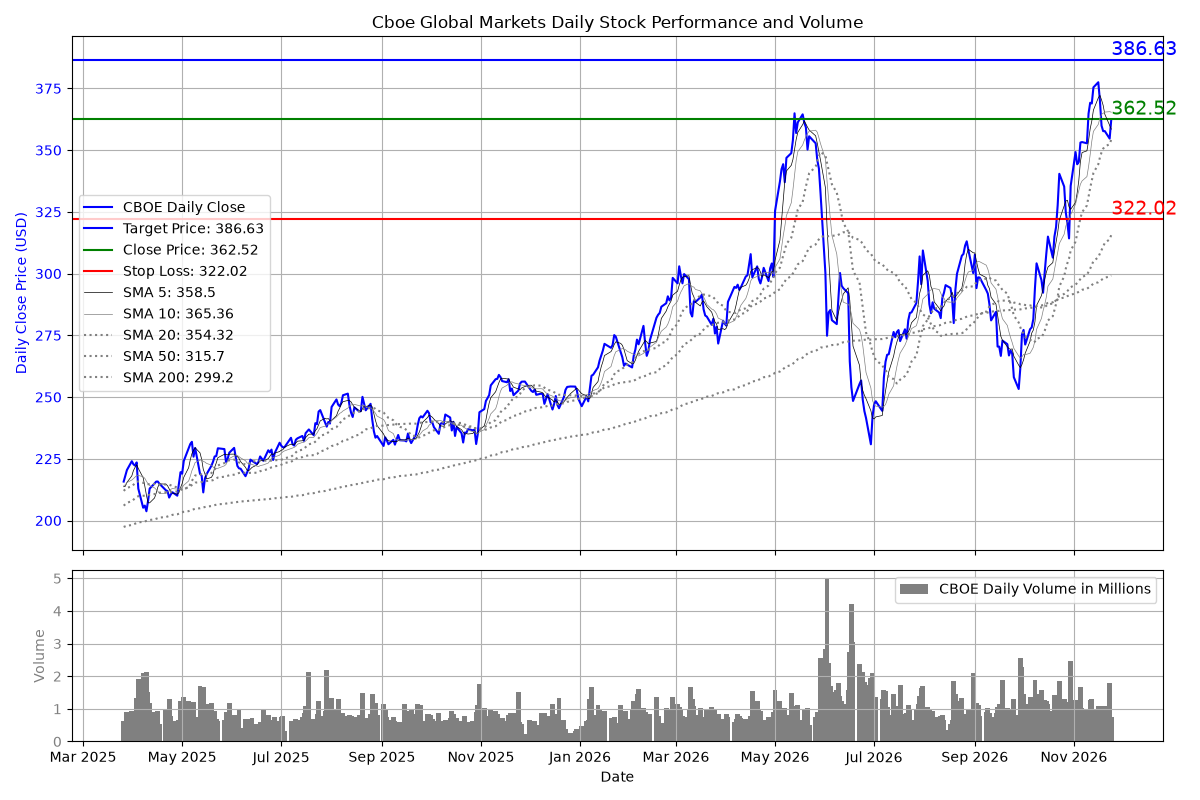 Cboe Global Markets Daily Stock Performance and Volume
386.63
375
362.52
350
325
322.02
300
275
250
225
200
Daily Close Price (USD)
CBOE Daily Close
Target Price: 386.63
Close Price: 362.52
Stop Loss: 322.02
SMA 5: 358.5
SMA 10: 365.36
SMA 20: 354.32
SMA 50: 315.7
SMA 200: 299.2
5
4
3
2
1
0
Volume
CBOE Daily Volume in Millions
Mar 2025 May 2025 Jul 2025 Sep 2025 Nov 2025 Jan 2026 Mar 2026 May 2026 Jul 2026 Sep 2026 Nov 2026
Date